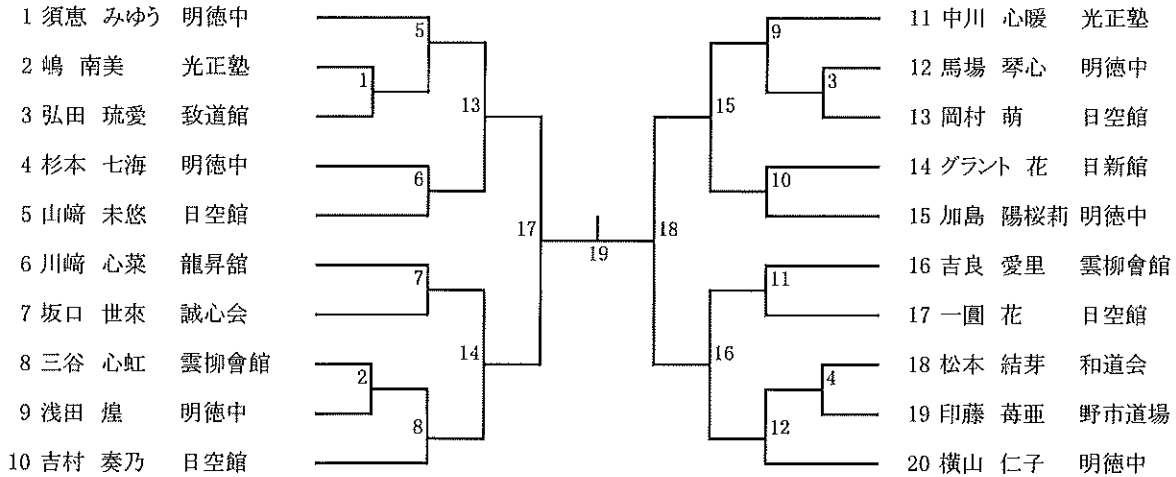 1 須恵 みゆう 明徳中
2 嶋 南美 光正塾
3 弘田 琉愛 致道館
4 杉本 七海 明徳中
5 山﨑 未悠 日空館
6 川﨑 心菜 龍昇舘
7 坂口 世來 誠心会
8 三谷 心虹 雲柳會館
9 浅田 煌 明徳中
10 吉村 奏乃 日空館
5
1
13
6
17
7
14
2
8
19
11 中川 心暖 光正塾
12 馬場 琴心 明徳中
13 岡村 萌 日空館
14 グラント 花 日新館
15 加島 陽桜莉 明徳中
16 吉良 愛里 雲柳會館
17 一圓 花 日空館
18 松本 結芽 和道会
19 印藤 苺亜 野市道場
20 横山 仁子 明徳中
9
3
15
10
18
11
16
4
12